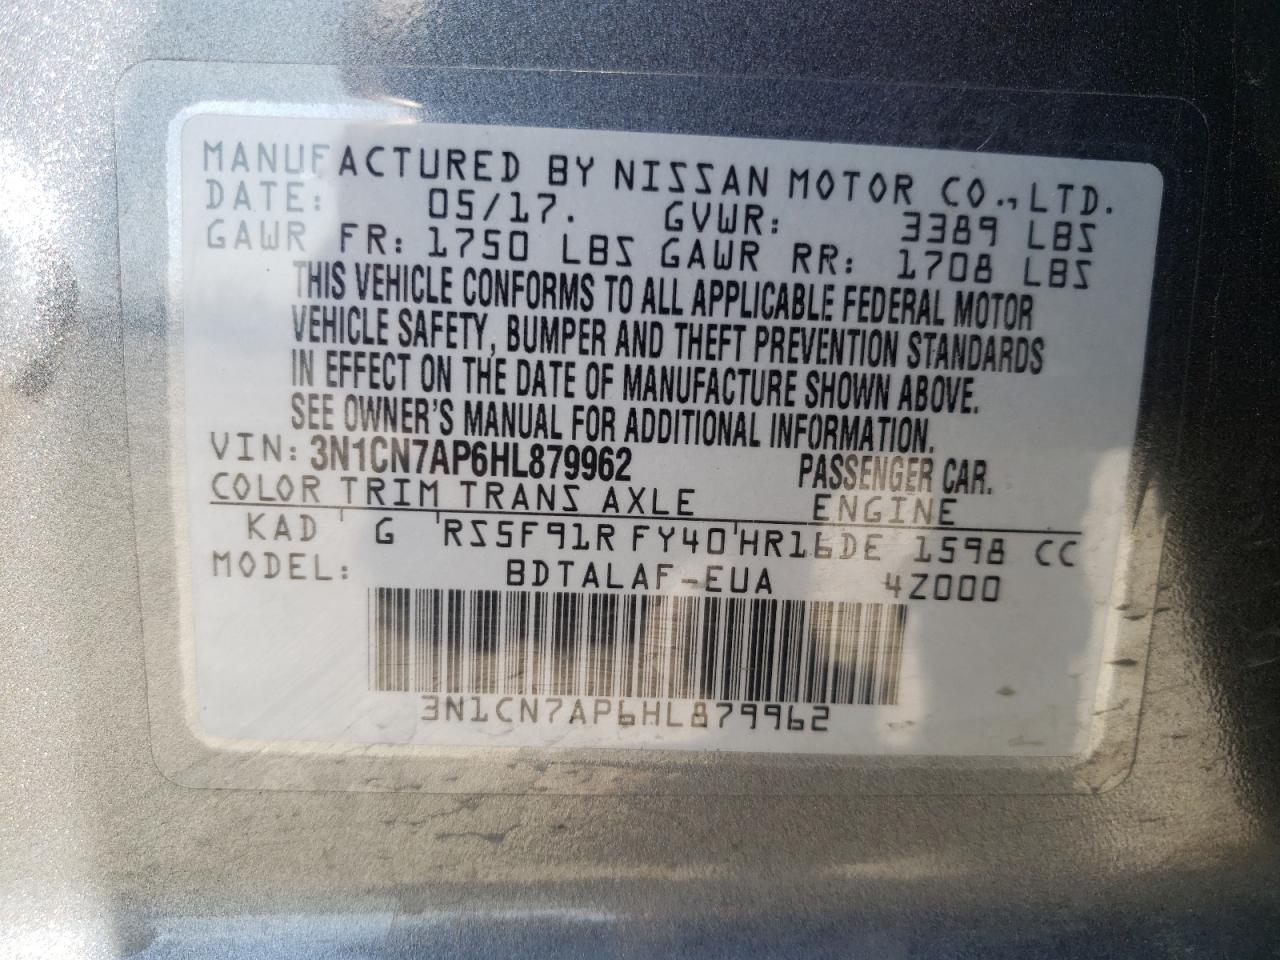 MANUFACTURED BY NISSAN MOTOR CO., LTD.
DATE: 05/17. GVWR: 3389 LBS
GAWR FR: 1750 LBS GAWR RR: 1708 LBS
THIS VEHICLE CONFORMS TO ALL APPLICABLE FEDERAL MOTOR
VEHICLE SAFETY, BUMPER AND THEFT PREVENTION STANDARDS
IN EFFECT ON THE DATE OF MANUFACTURE SHOWN ABOVE.
SEE OWNER'S MANUAL FOR ADDITIONAL INFORMATION.
VIN: 3N1CN7AP6HL879962 PASSENGER CAR.
COLOR TRIM TRANS AXLE ENGINE
KAD ' G ' RS5F91R FY40 ' HR16DE 1598 CC
MODEL: BDTALAF-EUA 4Z000
3N1CN7AP6HL879962